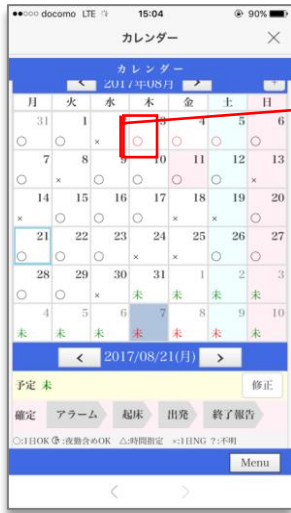 docomo LTE 15:04 90%
カレンダー ×
カレンダー
< 2017年08月 >
月 火 水 木 金 土 日
31 1 3 4 5 6
○ ○ × ○ ○ ○ ○
7 8 9 10 11 12 13
○ × ○ ○ ○ ○ ×
14 15 16 17 18 19 20
× ○ ○ ○ × × ○
21 22 23 24 25 26 27
○ ○ ○ × × ○ ○
28 29 30 31 1 2 3
○ ○ × 未 未 未 未
4 5 6 7 8 9 10
未 未 未 未 未 未 未
< 2017/08/21(月) >
予定 未 修正
確定 アラーム 起床 出発 終了報告
○:1日OK :夜勤含めOK △:時間指定 ×:1日NG ?:不明
Menu
< >